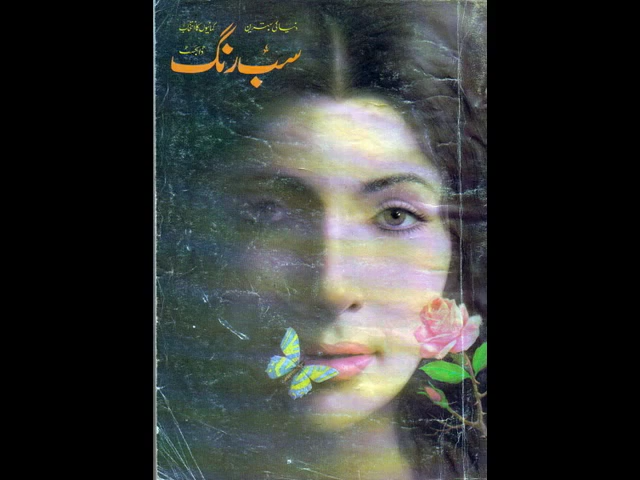 دنیا کی بہترین کہانیوں کا انتخاب
سب رنگ
ڈائجسٹ